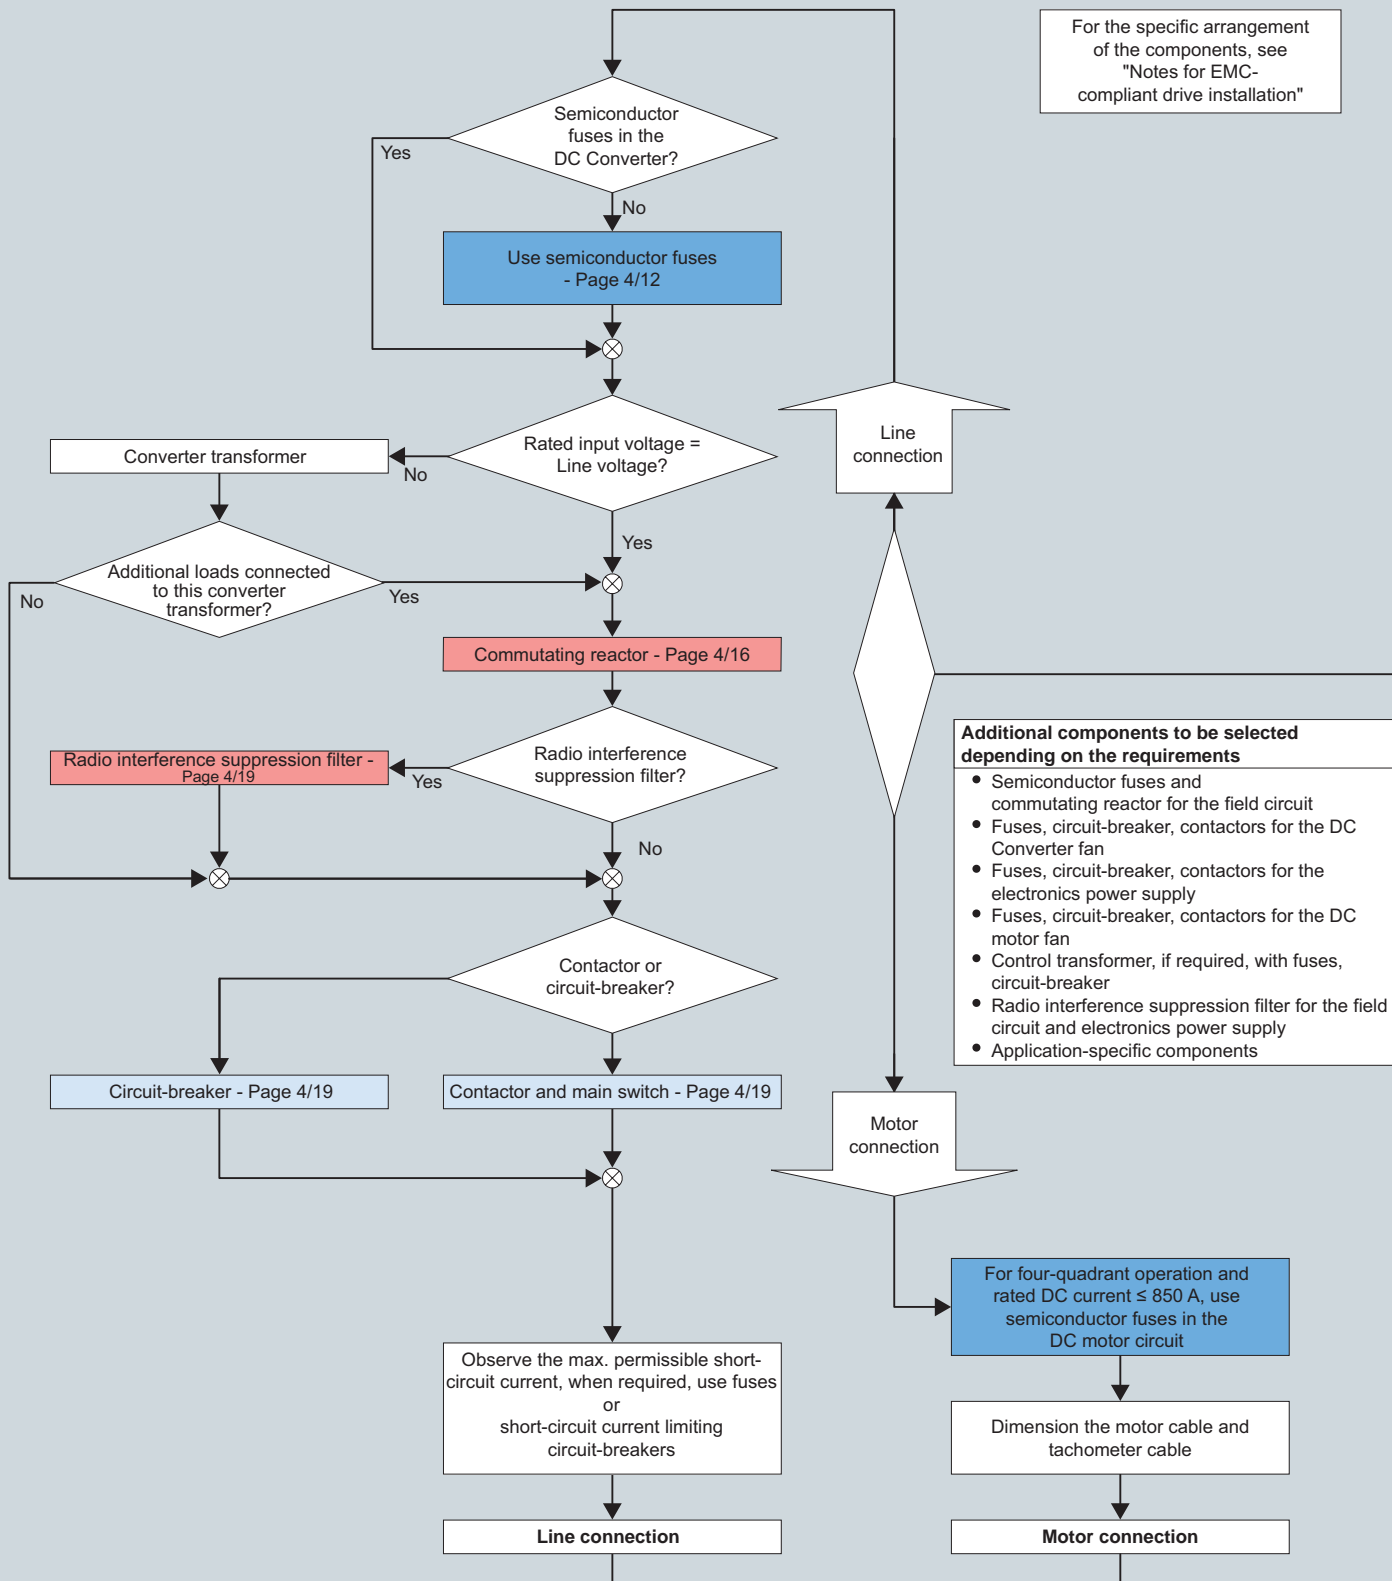 For the specific arrangement
of the components, see
"Notes for EMC-
compliant drive installation"
Semiconductor
fuses in the
DC Converter?
Yes
No
Use semiconductor fuses
- Page 4/12
Rated input voltage =
Line voltage?
No
Yes
Converter transformer
Line
connection
Additional loads connected
to this converter
transformer?
No
Yes
Commutating reactor - Page 4/16
Radio interference
suppression filter?
Yes
No
Radio interference suppression filter -
Page 4/19
Additional components to be selected
depending on the requirements
• Semiconductor fuses and
commutating reactor for the field circuit
• Fuses, circuit-breaker, contactors for the DC
Converter fan
• Fuses, circuit-breaker, contactors for the
electronics power supply
• Fuses, circuit-breaker, contactors for the DC
motor fan
• Control transformer, if required, with fuses,
circuit-breaker
• Radio interference suppression filter for the field
circuit and electronics power supply
• Application-specific components
Contactor or
circuit-breaker?
Circuit-breaker - Page 4/19
Contactor and main switch - Page 4/19
Motor
connection
For four-quadrant operation and
rated DC current ≤ 850 A, use
semiconductor fuses in the
DC motor circuit
Observe the max. permissible short-
circuit current, when required, use fuses
or
short-circuit current limiting
circuit-breakers
Dimension the motor cable and
tachometer cable
Line connection
Motor connection